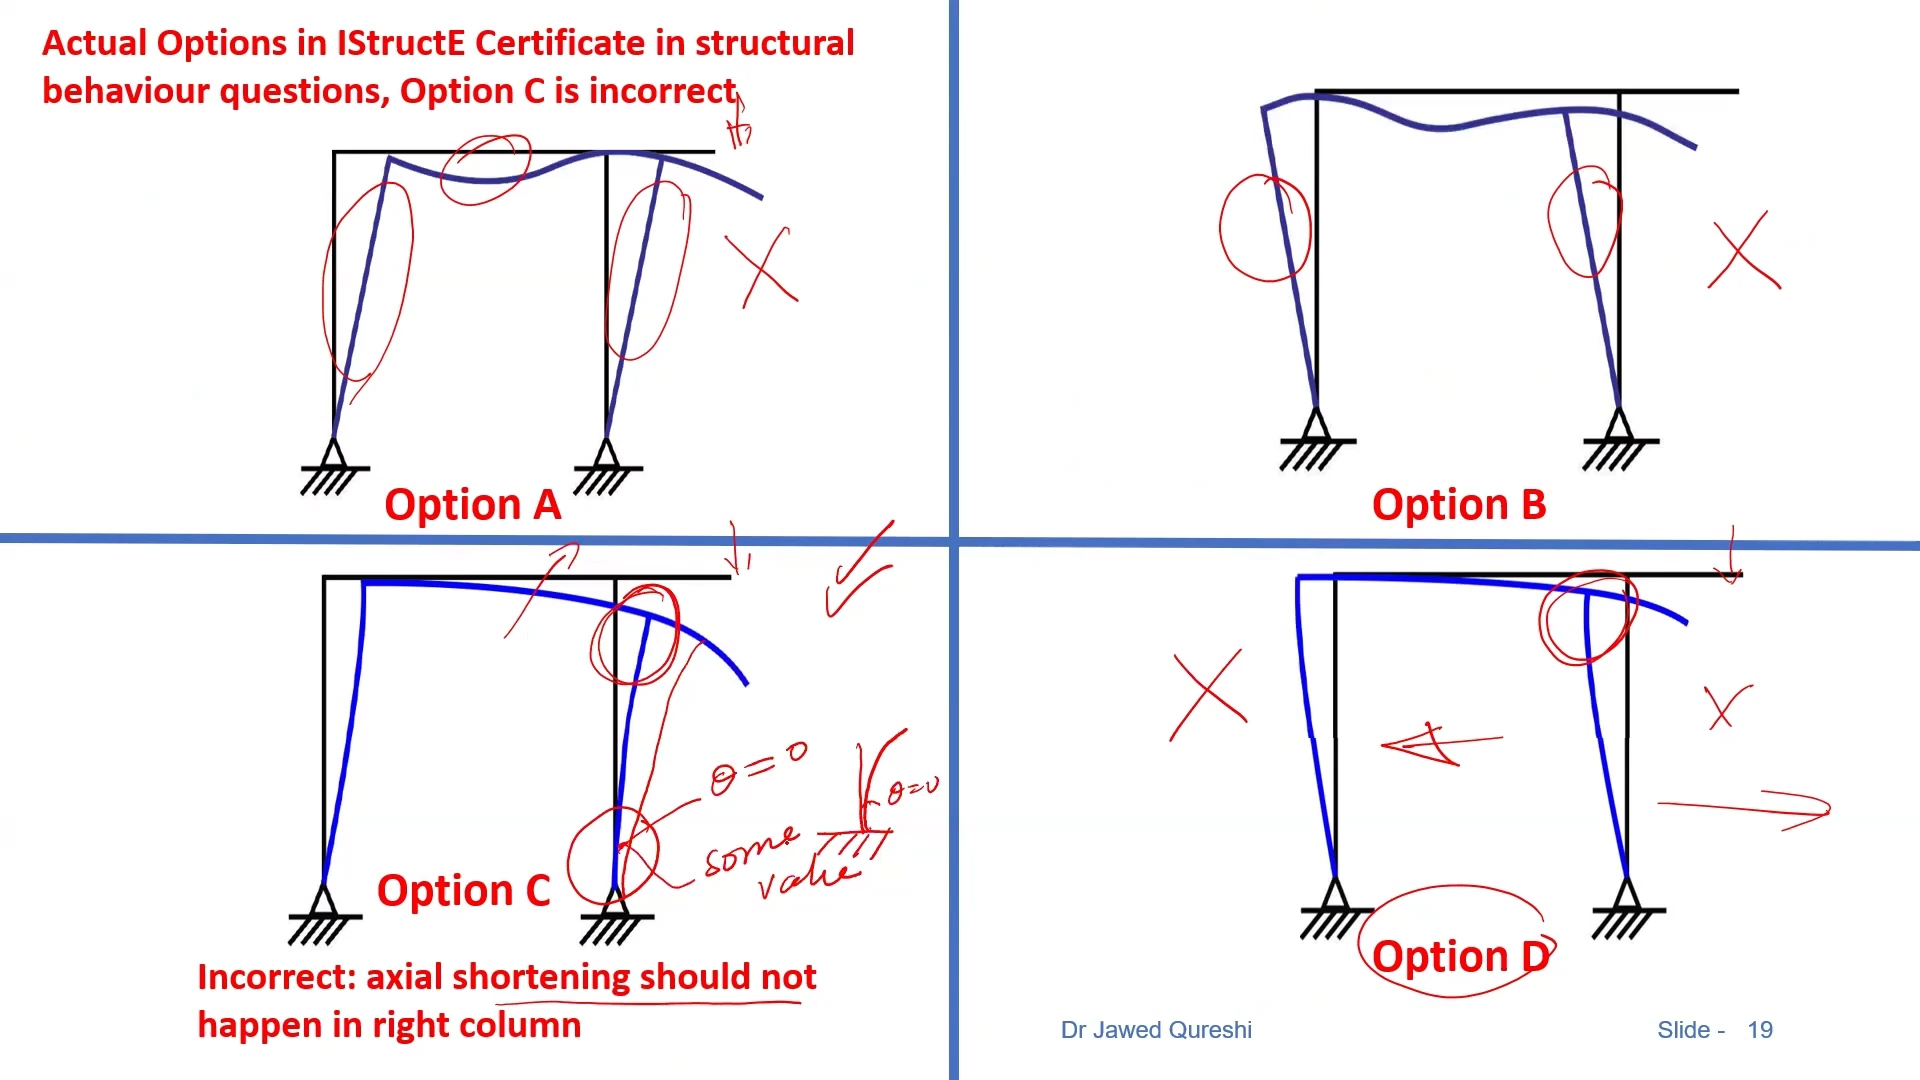 Actual Options in IStructE Certificate in structural
behaviour questions, Option C is incorrect
Option A
Option B
θ=0
θ=0
some
value
Option C
Incorrect: axial shortening should not
happen in right column
Option D
Dr Jawed Qureshi
Slide - 19